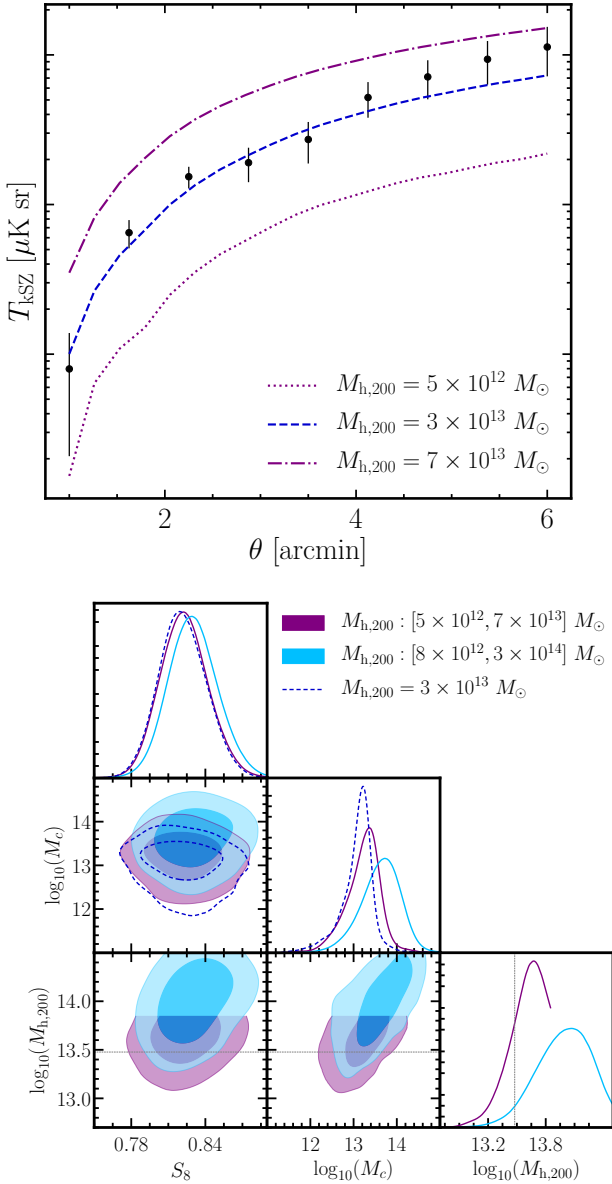 T_kSZ [μK sr]
M_h,200 = 5 × 10^12 M_⊙
M_h,200 = 3 × 10^13 M_⊙
M_h,200 = 7 × 10^13 M_⊙
2 4 6
θ [arcmin]
M_h,200 : [5 × 10^12, 7 × 10^13] M_⊙
M_h,200 : [8 × 10^12, 3 × 10^14] M_⊙
M_h,200 = 3 × 10^13 M_⊙
log_10(M_c)
14
13
12
log_10(M_h,200)
14.0
13.5
13.0
0.78 0.84 12 13 14 13.2 13.8
S_8 log_10(M_c) log_10(M_h,200)